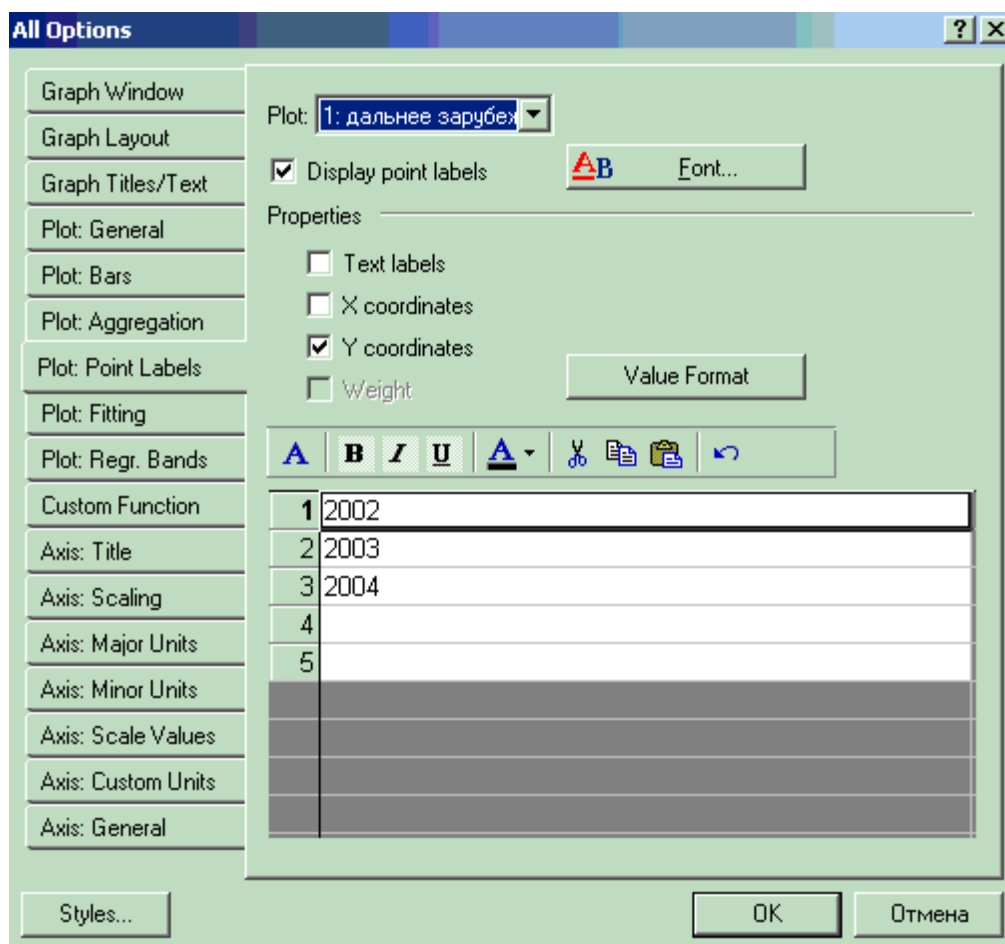 All Options
Graph Window
Graph Layout
Graph Titles/Text
Plot: General
Plot: Bars
Plot: Aggregation
Plot: Point Labels
Plot: Fitting
Plot: Regr. Bands
Custom Function
Axis: Title
Axis: Scaling
Axis: Major Units
Axis: Minor Units
Axis: Scale Values
Axis: Custom Units
Axis: General
Plot: 1: дальнее зарубеж
Display point labels
AB Font...
Properties
Text labels
X coordinates
Y coordinates
Weight
Value Format
A B I U A
1 2002
2 2003
3 2004
4
5
Styles...
OK
Отмена